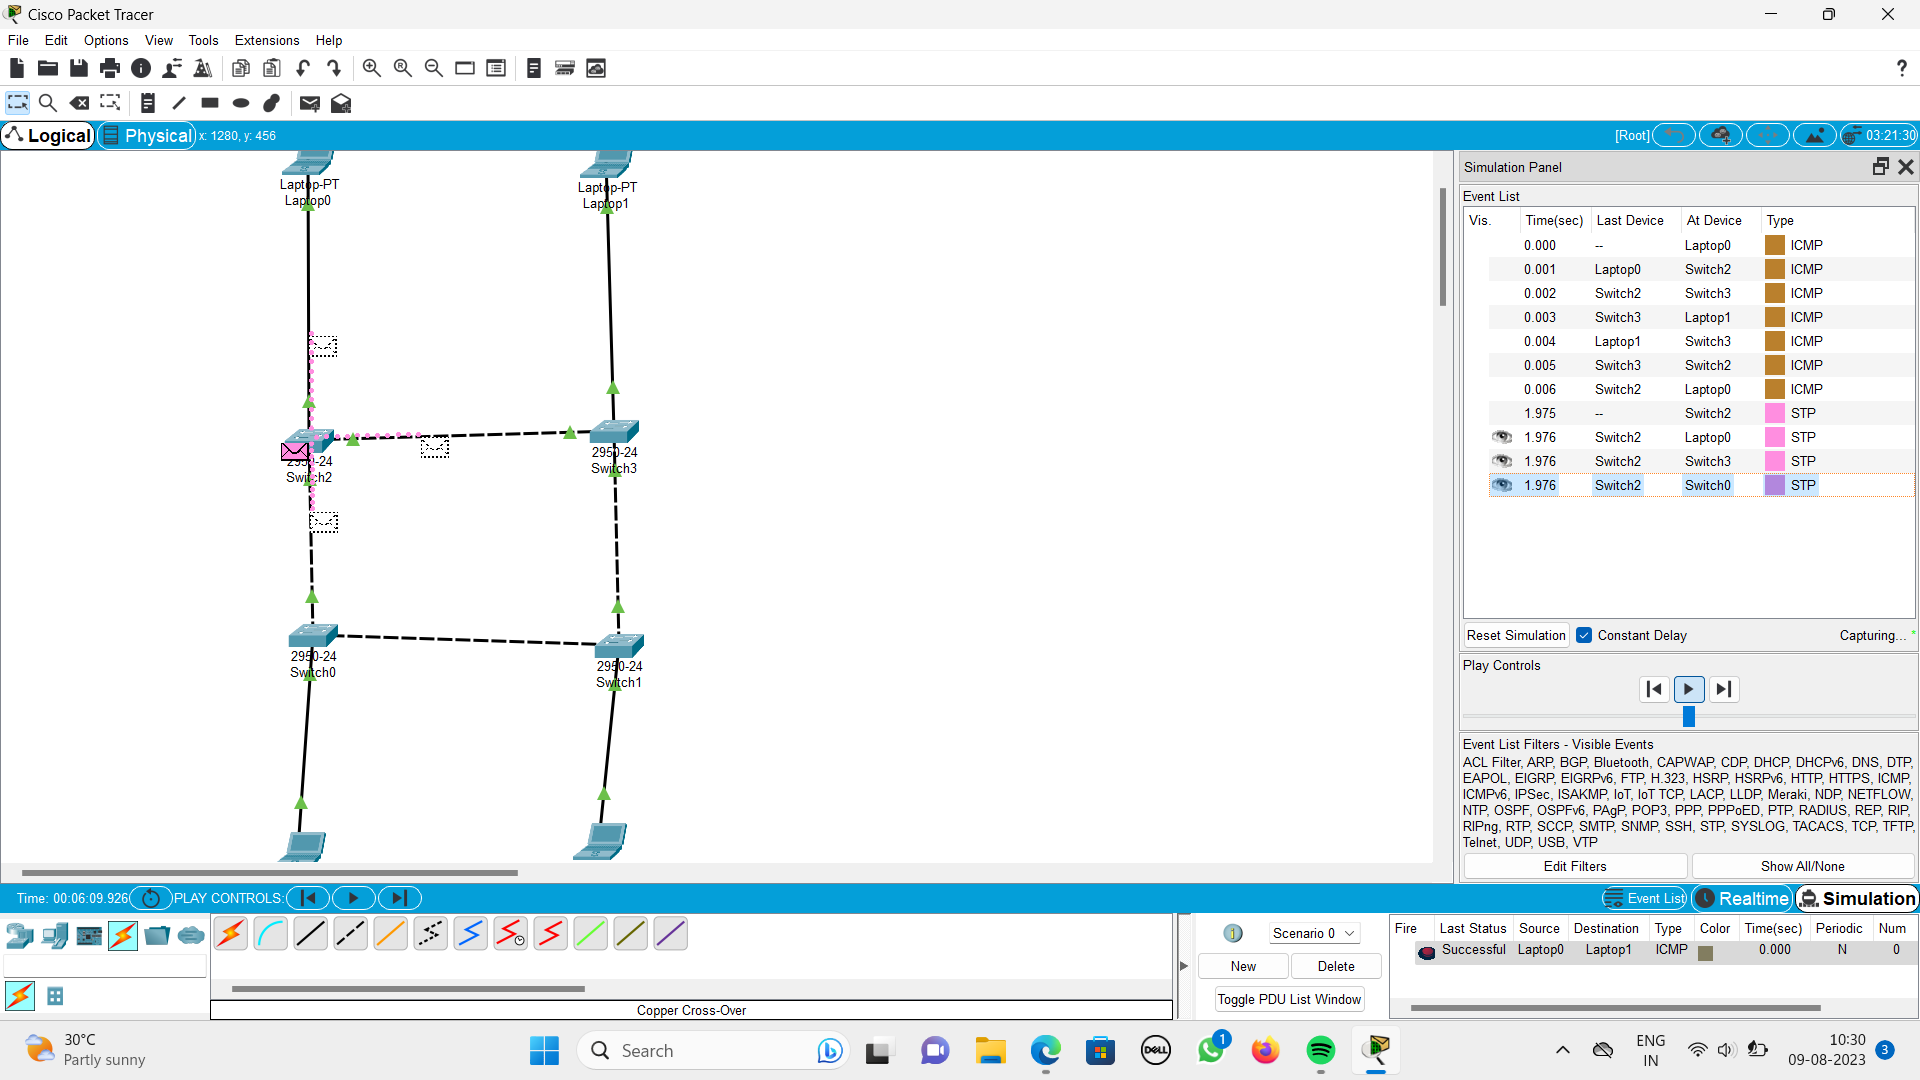 Cisco Packet Tracer
File Edit Options View Tools Extensions Help
Logical Physical x: 1280, y: 456 [Root] 03:21:30
Laptop-PT
Laptop0
Laptop-PT
Laptop1
2950-24
Switch2
2950-24
Switch3
2950-24
Switch0
2950-24
Switch1
Simulation Panel
Event List
Vis. Time(sec) Last Device At Device Type
0.000 -- Laptop0 ICMP
0.001 Laptop0 Switch2 ICMP
0.002 Switch2 Switch3 ICMP
0.003 Switch3 Laptop1 ICMP
0.004 Laptop1 Switch3 ICMP
0.005 Switch3 Switch2 ICMP
0.006 Switch2 Laptop0 ICMP
1.975 -- Switch2 STP
1.976 Switch2 Laptop0 STP
1.976 Switch2 Switch3 STP
1.976 Switch2 Switch0 STP
Reset Simulation Constant Delay Capturing... *
Play Controls
Event List Filters - Visible Events
ACL Filter, ARP, BGP, Bluetooth, CAPWAP, CDP, DHCP, DHCPv6, DNS, DTP,
EAPOL, EIGRP, EIGRPv6, FTP, H.323, HSRP, HSRPv6, HTTP, HTTPS, ICMP,
ICMPv6, IPSec, ISAKMP, IoT, IoT TCP, LACP, LLDP, Meraki, NDP, NETFLOW,
NTP, OSPF, OSPFv6, PAgP, POP3, PPP, PPPoED, PTP, RADIUS, REP, RIP,
RIPng, RTP, SCCP, SMTP, SNMP, SSH, STP, SYSLOG, TACACS, TCP, TFTP,
Telnet, UDP, USB, VTP
Edit Filters Show All/None
Time: 00:06:09.926 PLAY CONTROLS: Event List Realtime Simulation
Scenario 0
New Delete
Toggle PDU List Window
Fire Last Status Source Destination Type Color Time(sec) Periodic Num
Successful Laptop0 Laptop1 ICMP 0.000 N 0
Copper Cross-Over
30°C
Partly sunny
Search
DELL
1
ENG
IN
10:30
09-08-2023
3